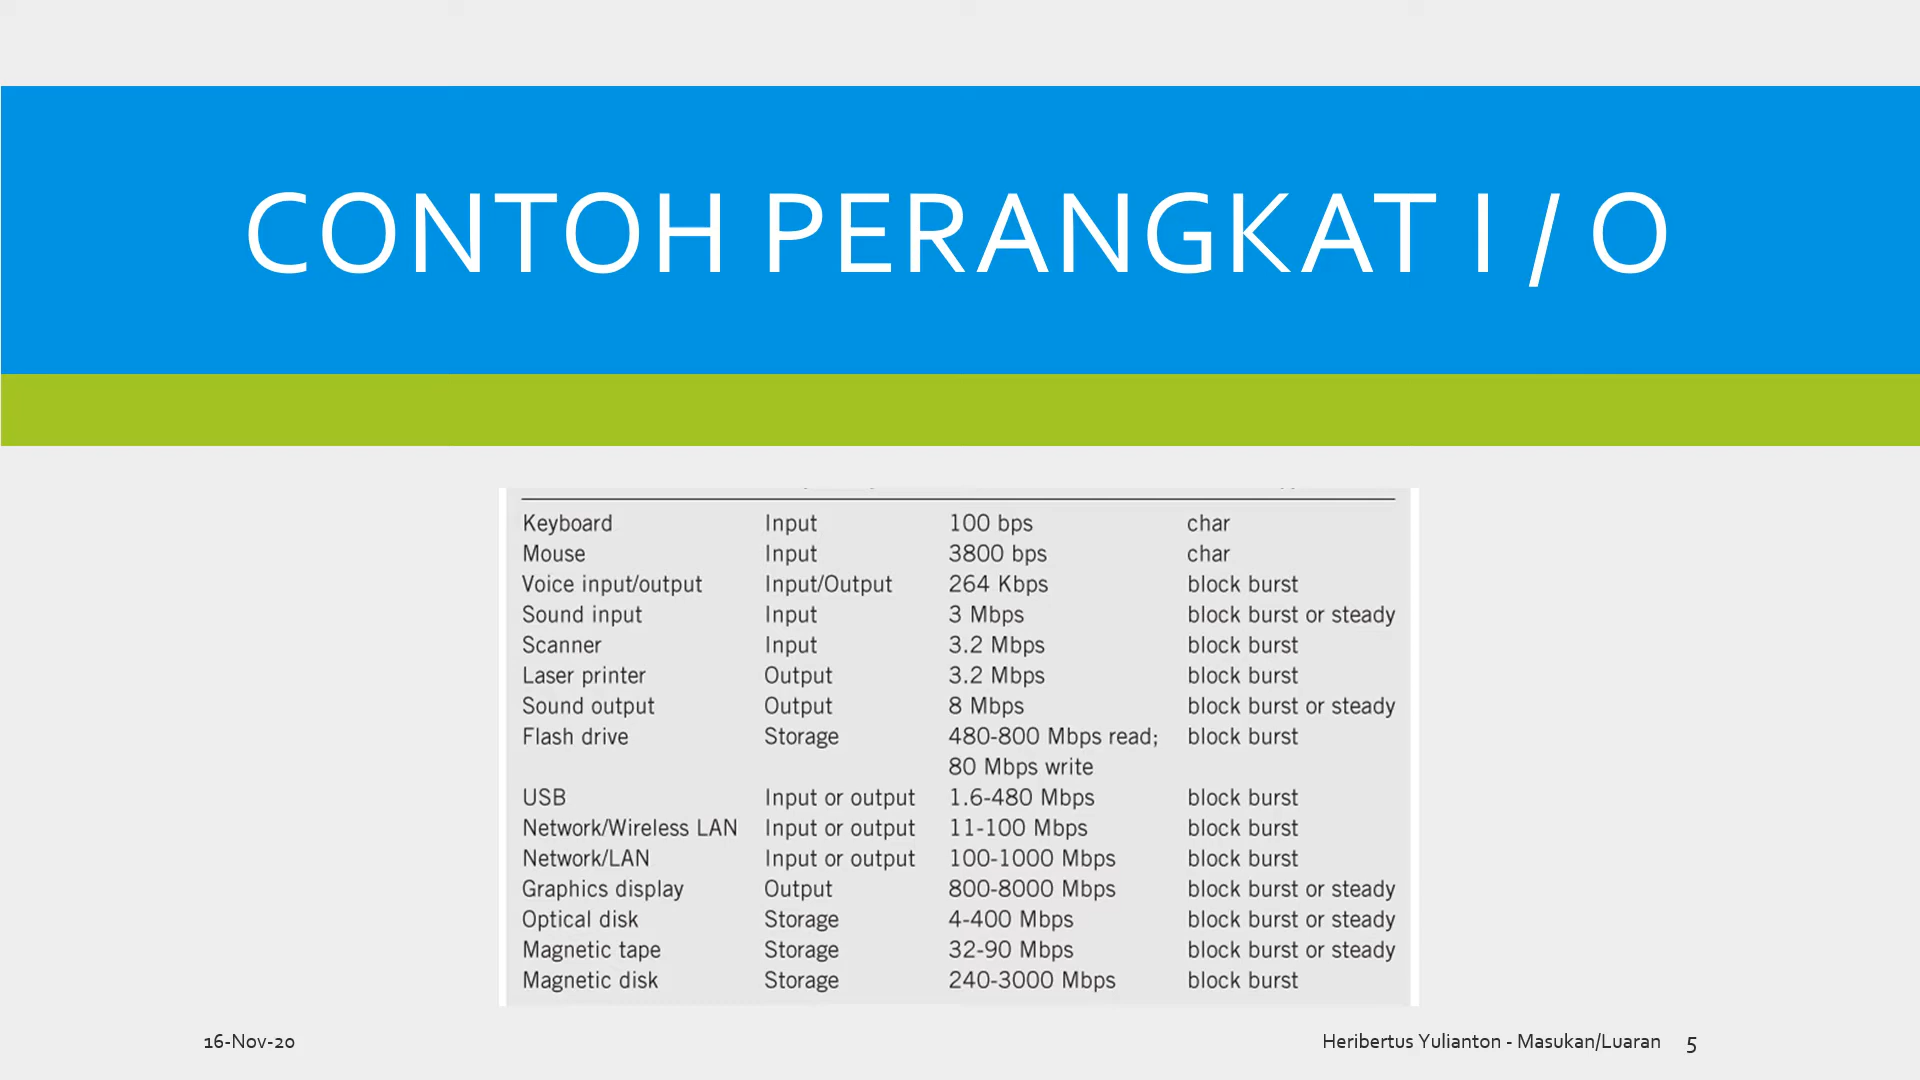 CONTOH PERANGKAT I / O
Keyboard Input 100 bps char
Mouse Input 3800 bps char
Voice input/output Input/Output 264 Kbps block burst
Sound input Input 3 Mbps block burst or steady
Scanner Input 3.2 Mbps block burst
Laser printer Output 3.2 Mbps block burst
Sound output Output 8 Mbps block burst or steady
Flash drive Storage 480-800 Mbps read; block burst
80 Mbps write
USB Input or output 1.6-480 Mbps block burst
Network/Wireless LAN Input or output 11-100 Mbps block burst
Network/LAN Input or output 100-1000 Mbps block burst
Graphics display Output 800-8000 Mbps block burst or steady
Optical disk Storage 4-400 Mbps block burst or steady
Magnetic tape Storage 32-90 Mbps block burst or steady
Magnetic disk Storage 240-3000 Mbps block burst
16-Nov-20 Heribertus Yulianton - Masukan/Luaran 5